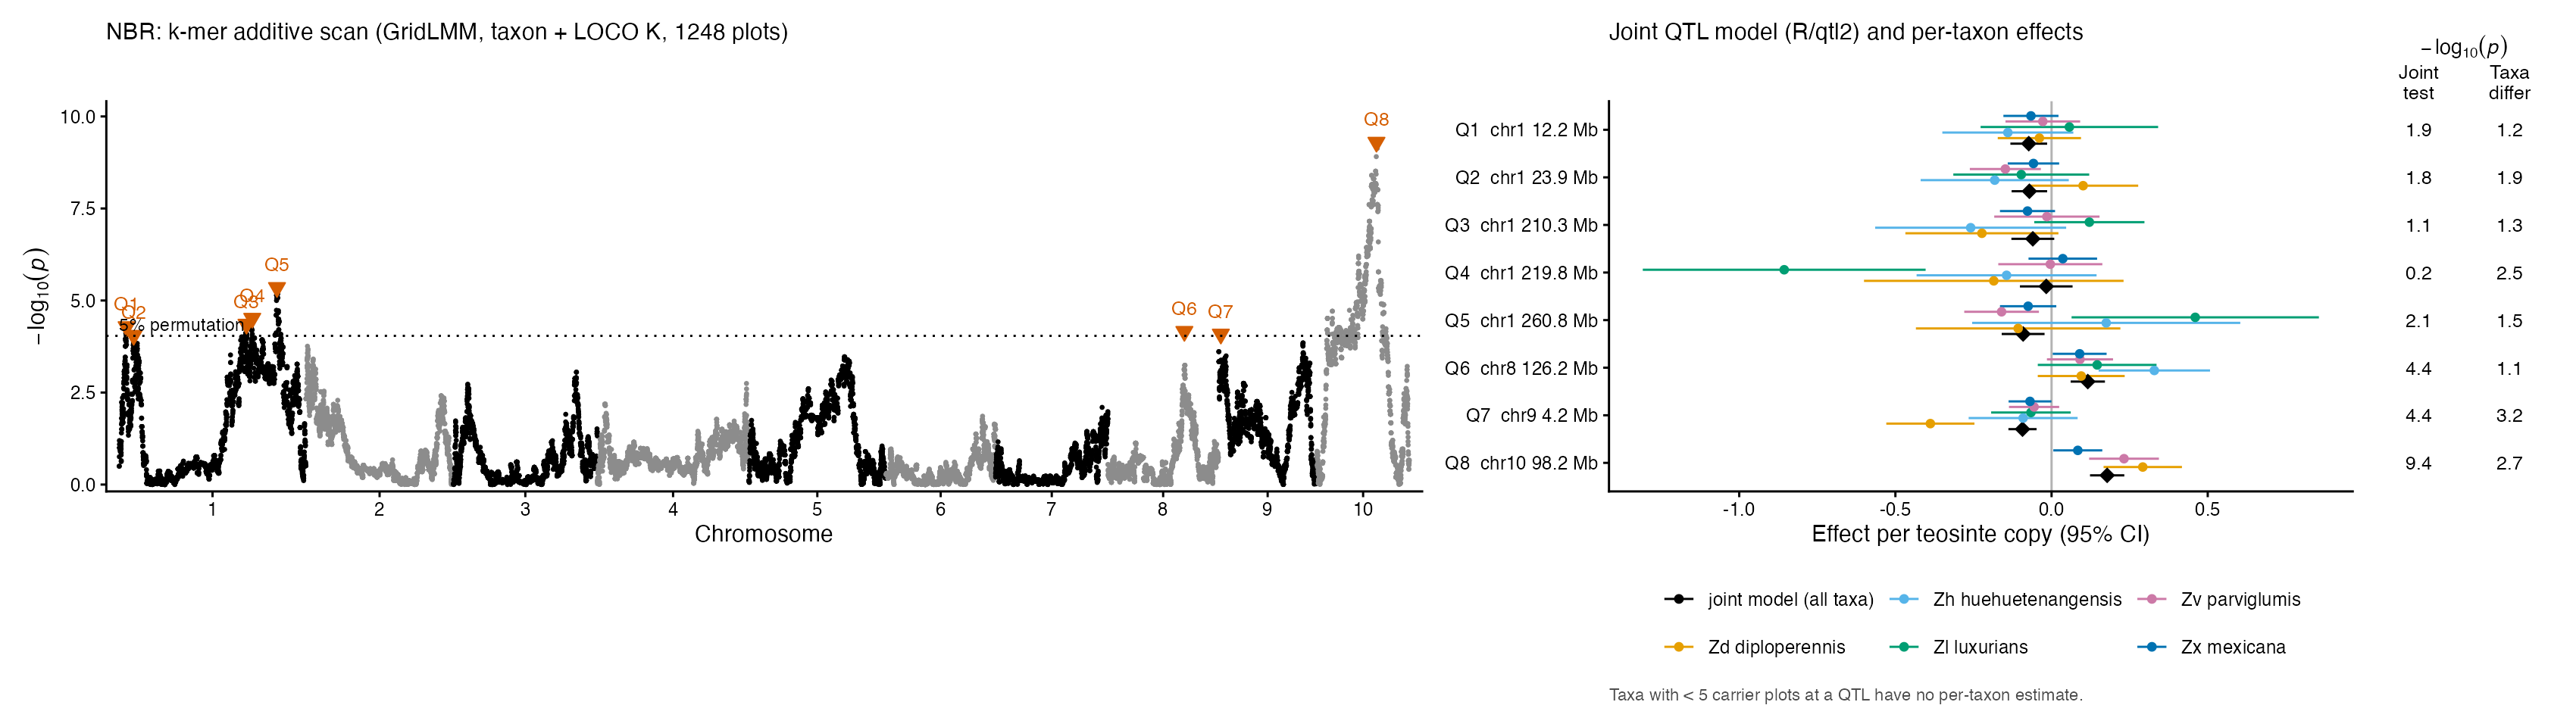 NBR: k-mer additive scan (GridLMM, taxon + LOCO K, 1248 plots)
−log10(p)
10.0
7.5
5.0
2.5
0.0
Q1
Q2
5% permutation
Q3
Q4
Q5
Q6
Q7
Q8
1 2 3 4 5 6 7 8 9 10
Chromosome
Joint QTL model (R/qtl2) and per-taxon effects
−log10(p)
Joint test
Taxa differ
Q1 chr1 12.2 Mb 1.9 1.2
Q2 chr1 23.9 Mb 1.8 1.9
Q3 chr1 210.3 Mb 1.1 1.3
Q4 chr1 219.8 Mb 0.2 2.5
Q5 chr1 260.8 Mb 2.1 1.5
Q6 chr8 126.2 Mb 4.4 1.1
Q7 chr9 4.2 Mb 4.4 3.2
Q8 chr10 98.2 Mb 9.4 2.7
-1.0 -0.5 0.0 0.5
Effect per teosinte copy (95% CI)
joint model (all taxa) Zh huehuetenangensis Zv parviglumis
Zd diploperennis Zl luxurians Zx mexicana
Taxa with < 5 carrier plots at a QTL have no per-taxon estimate.